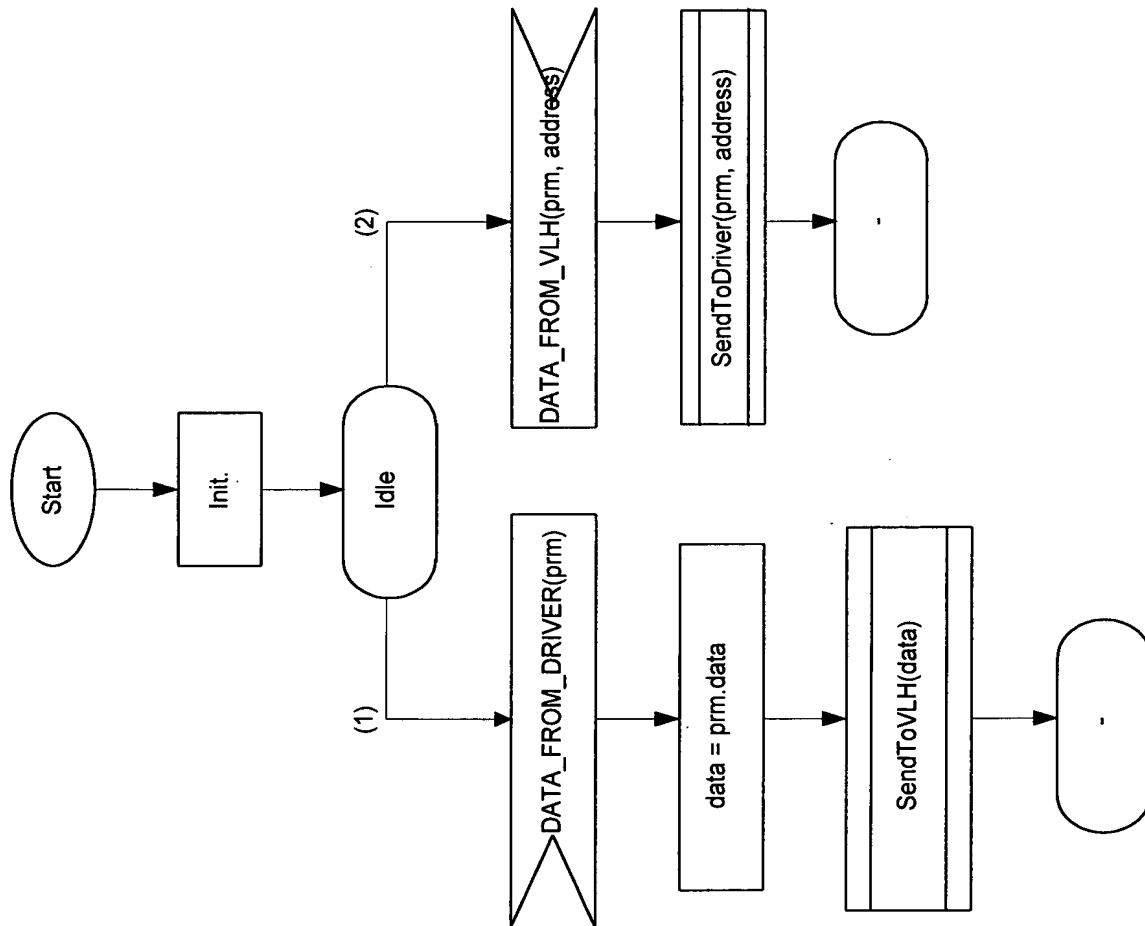 Start
Init.
Idle
(1)
(2)
DATA_FROM_DRIVER(prm)
DATA_FROM_VLH(prm, address)
data = prm.data
SendToDriver(prm, address)
SendToVLH(data)
-
-